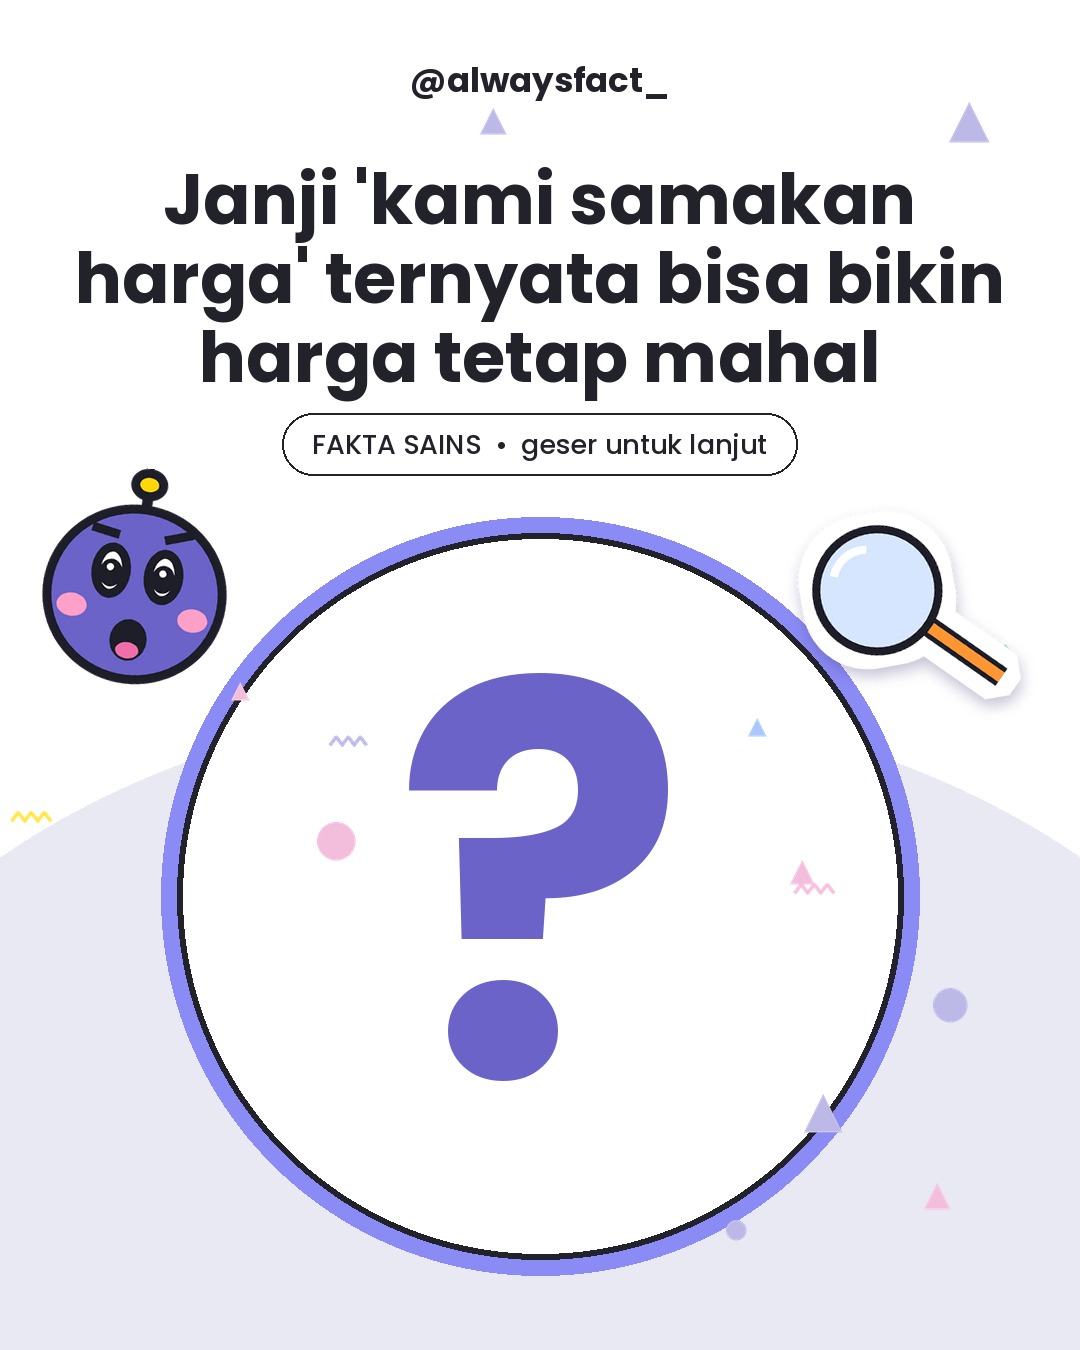 @alwaysfact_
Janji 'kami samakan
harga' ternyata bisa bikin
harga tetap mahal
FAKTA SAINS • geser untuk lanjut
?